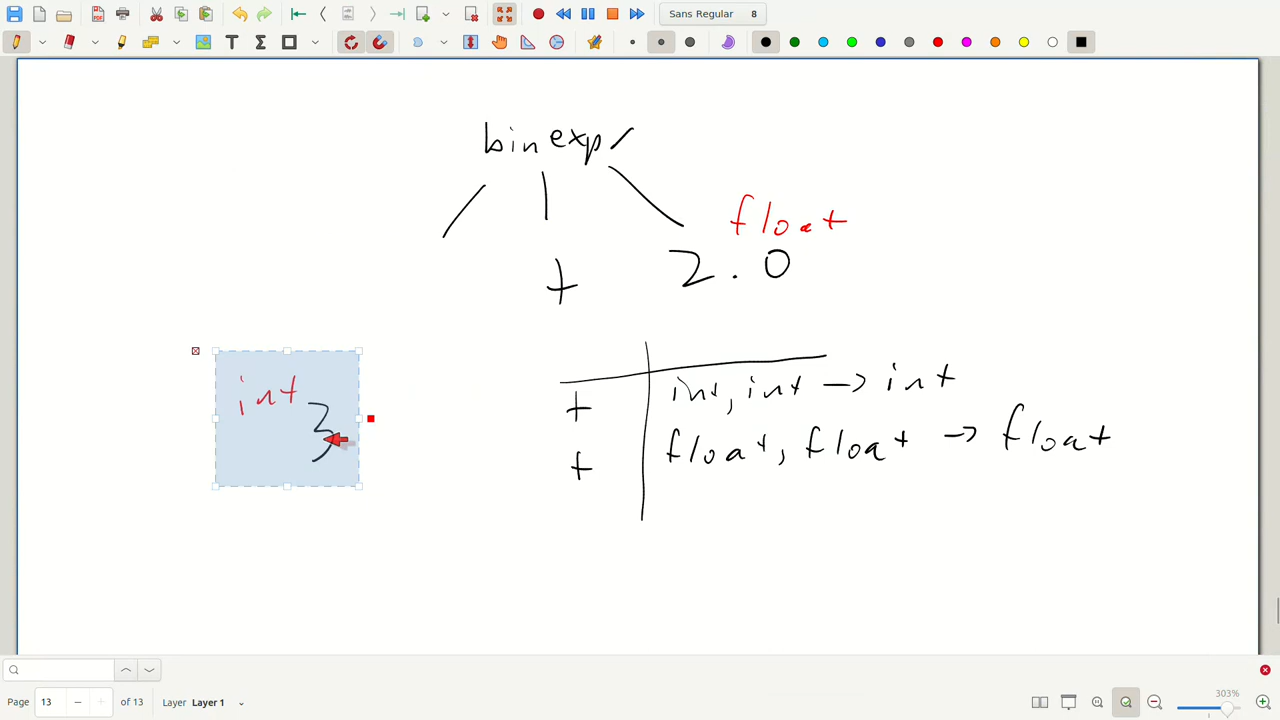 Sans Regular 8
binexpr
float
+ 2.0
int
3
+ int, int -> int
+ float, float -> float
Page 13 of 13 Layer Layer 1 303%